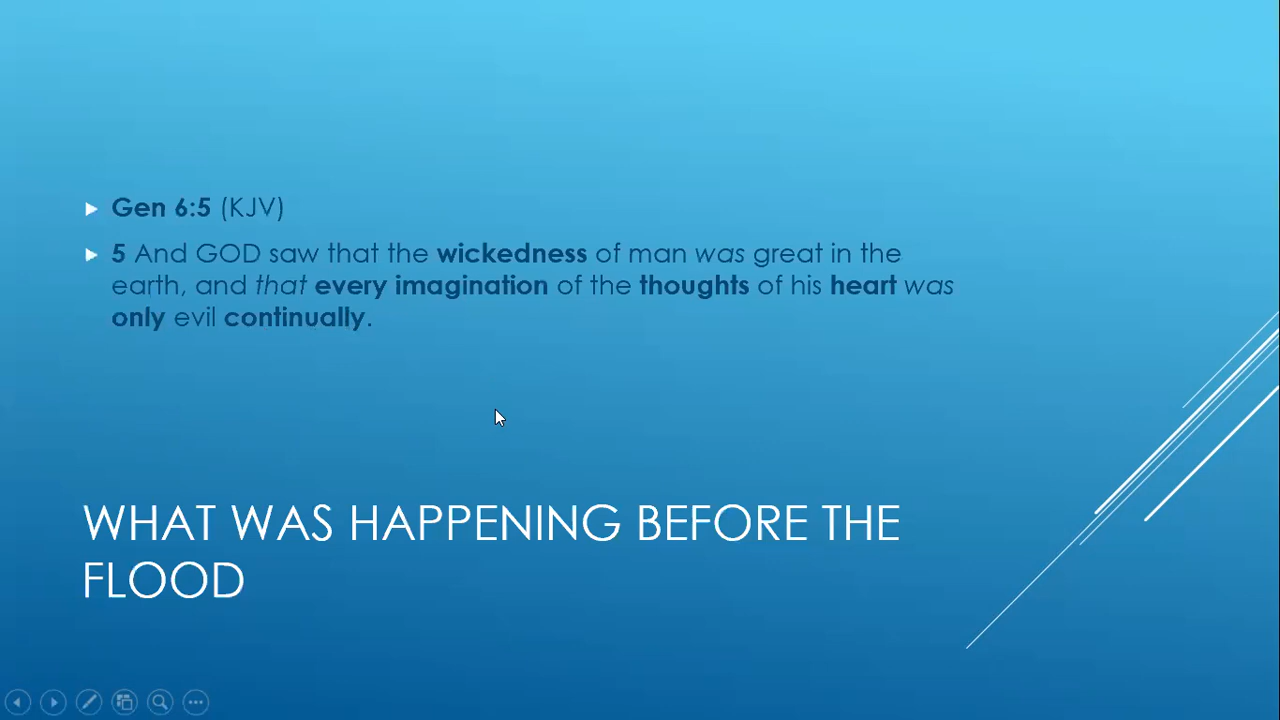 Gen 6:5 (KJV)
5 And GOD saw that the wickedness of man was great in the
earth, and that every imagination of the thoughts of his heart was
only evil continually.
WHAT WAS HAPPENING BEFORE THE
FLOOD